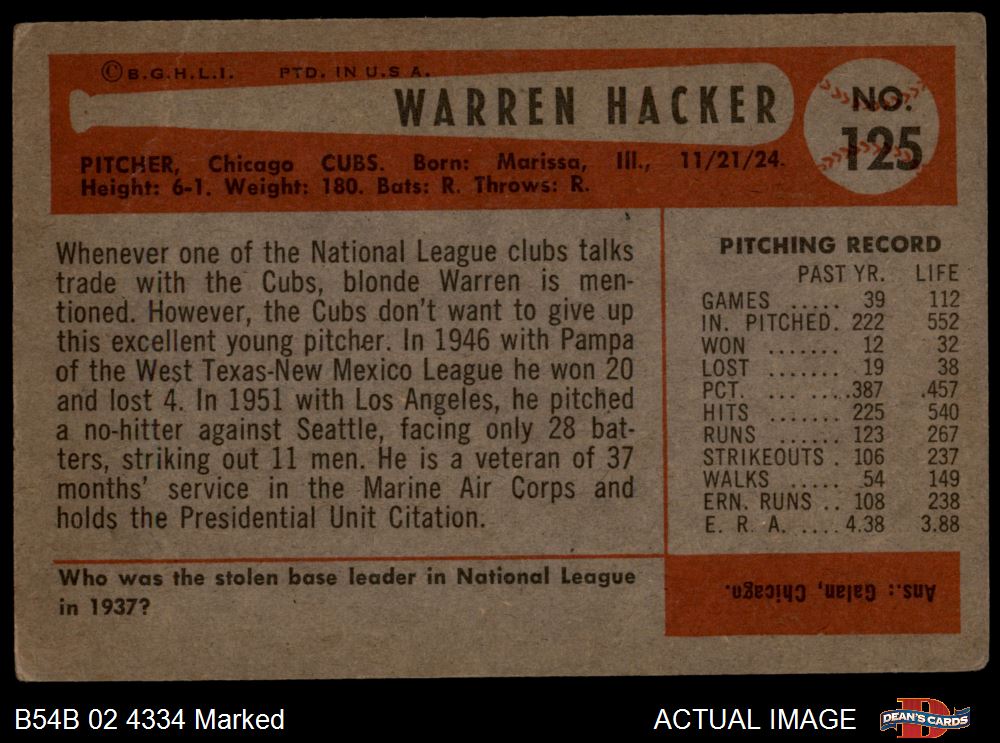 ©B.G.H.L.I. PTD. IN U.S.A.
WARREN HACKER
NO.
125
PITCHER, Chicago CUBS. Born: Marissa, Ill., 11/21/24.
Height: 6-1. Weight: 180. Bats: R. Throws: R.
Whenever one of the National League clubs talks
trade with the Cubs, blonde Warren is men-
tioned. However, the Cubs don't want to give up
this excellent young pitcher. In 1946 with Pampa
of the West Texas-New Mexico League he won 20
and lost 4. In 1951 with Los Angeles, he pitched
a no-hitter against Seattle, facing only 28 bat-
ters, striking out 11 men. He is a veteran of 37
months' service in the Marine Air Corps and
holds the Presidential Unit Citation.
PITCHING RECORD
PAST YR. LIFE
GAMES ..... 39 112
IN. PITCHED. 222 552
WON ....... 12 32
LOST ....... 19 38
PCT. ........387 .457
HITS ....... 225 540
RUNS ...... 123 267
STRIKEOUTS . 106 237
WALKS ..... 54 149
ERN. RUNS .. 108 238
E. R. A. .... 4.38 3.88
Who was the stolen base leader in National League
in 1937?
Ans.: Galan, Chicago.
B54B 02 4334 Marked
ACTUAL IMAGE
D
DEAN'S CARDS